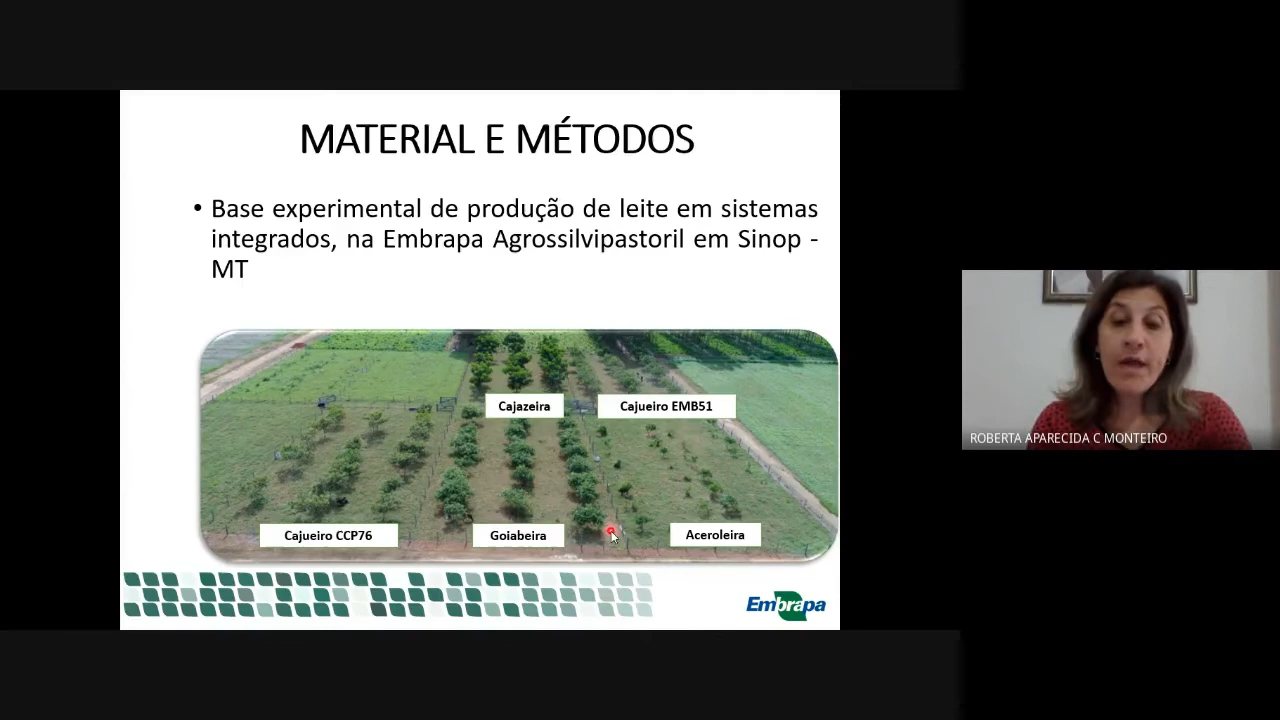 MATERIAL E MÉTODOS
• Base experimental de produção de leite em sistemas
integrados, na Embrapa Agrossilvipastoril em Sinop -
MT
Cajazeira
Cajueiro EMB51
Cajueiro CCP76
Goiabeira
Aceroleira
Embrapa
ROBERTA APARECIDA C MONTEIRO